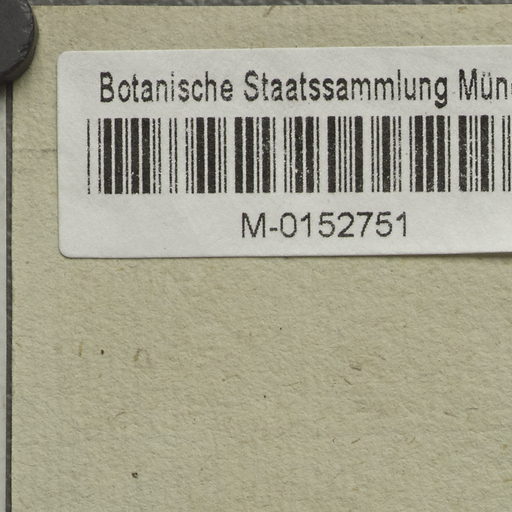 Botanische Staatssammlung Mün
M-0152751